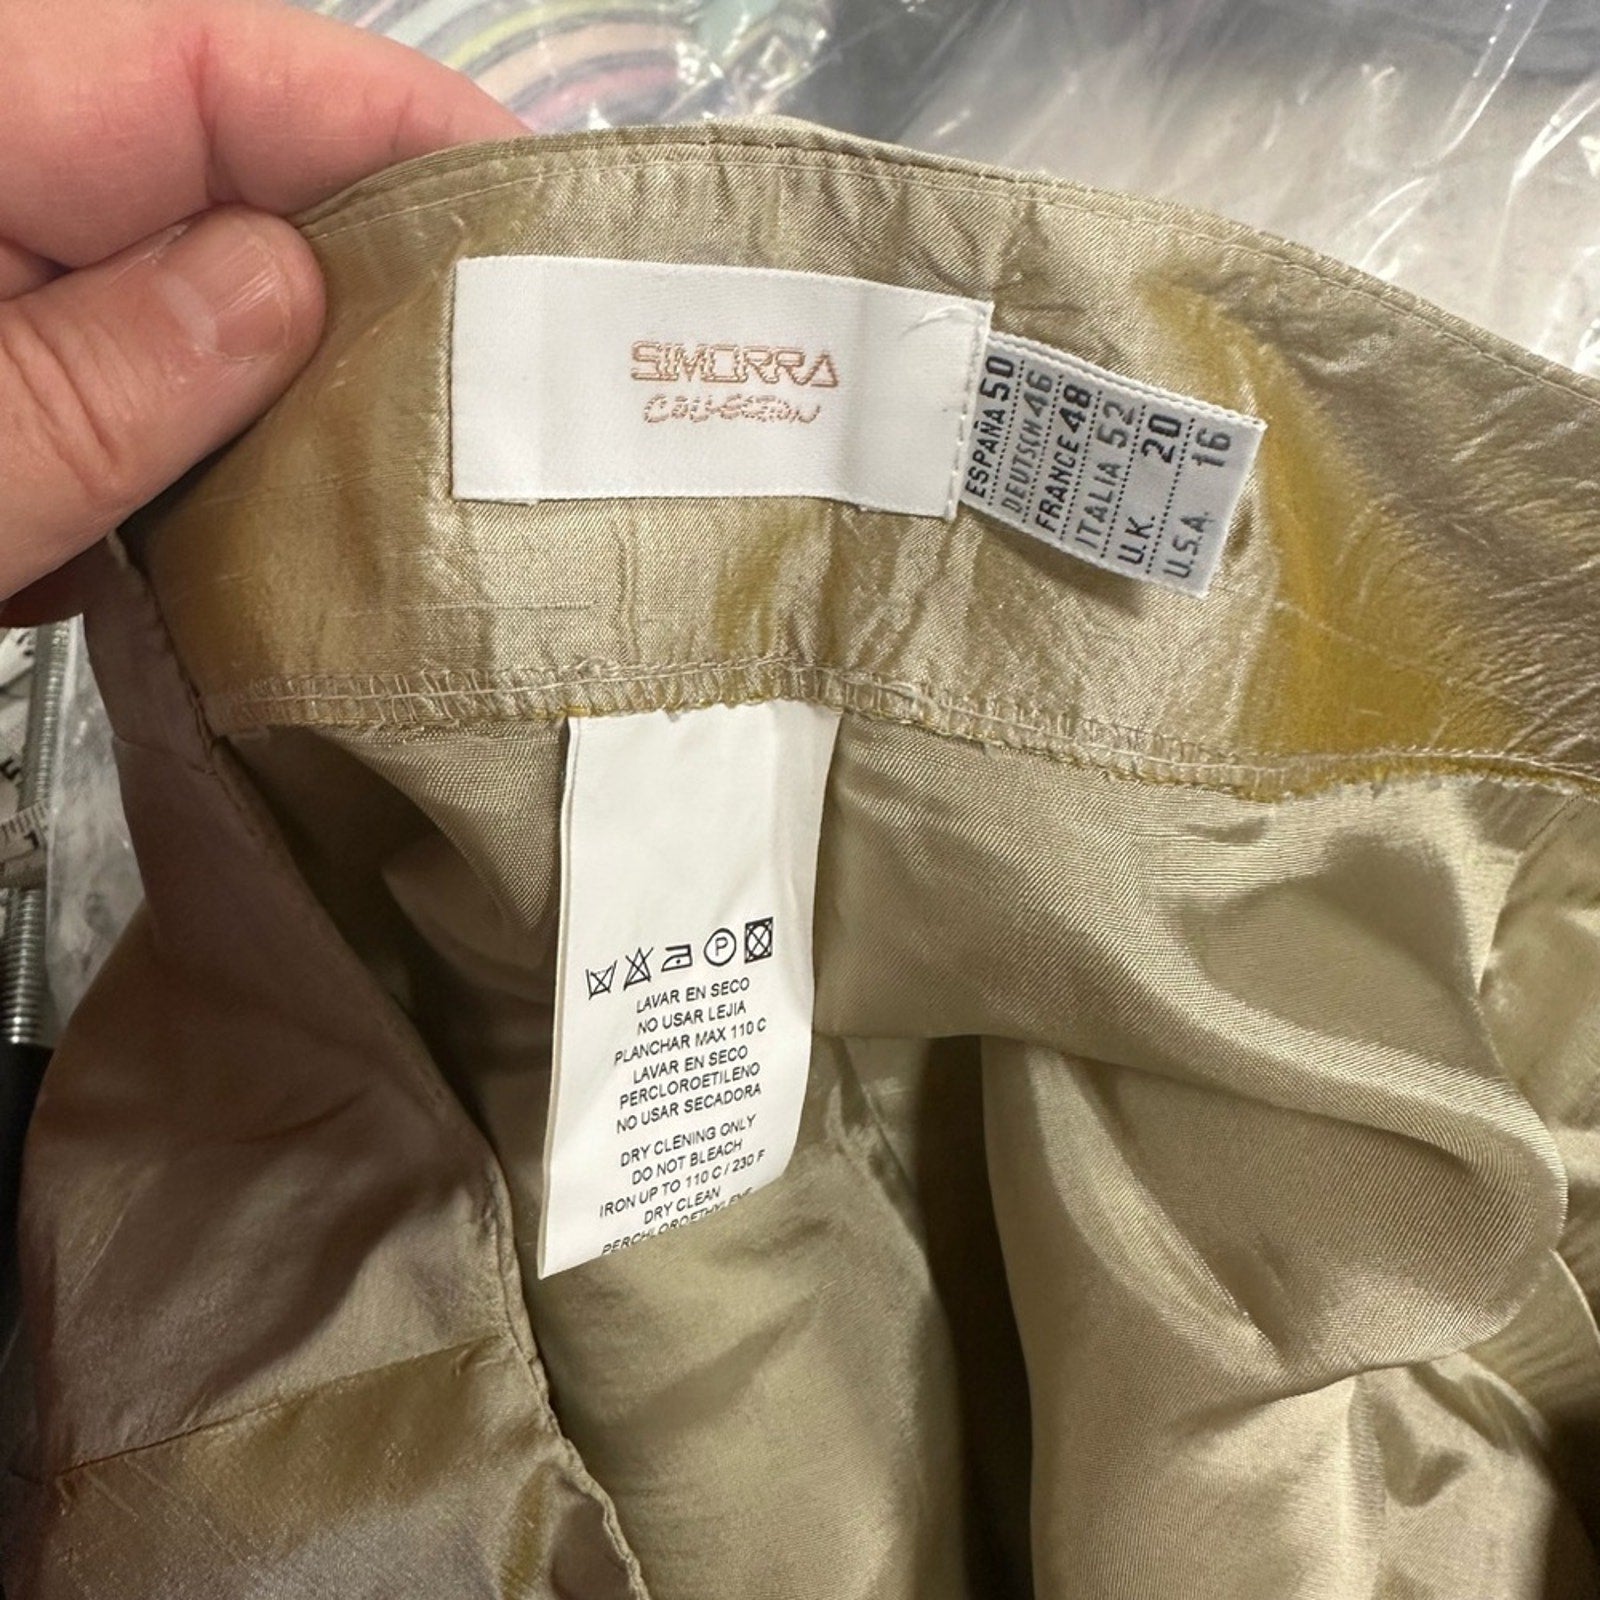 SIMORRA
COLLECTION
ESPAÑA 50
DEUTSCH 46
FRANCE 48
ITALIA 52
U.K. 20
U.S.A. 16
P
LAVAR EN SECO
NO USAR LEJIA
PLANCHAR MAX 110 C
LAVAR EN SECO
PERCLOROETILENO
NO USAR SECADORA
DRY CLENING ONLY
DO NOT BLEACH
IRON UP TO 110 C / 230 F
DRY CLEAN
PERCHLOROETHYLENE